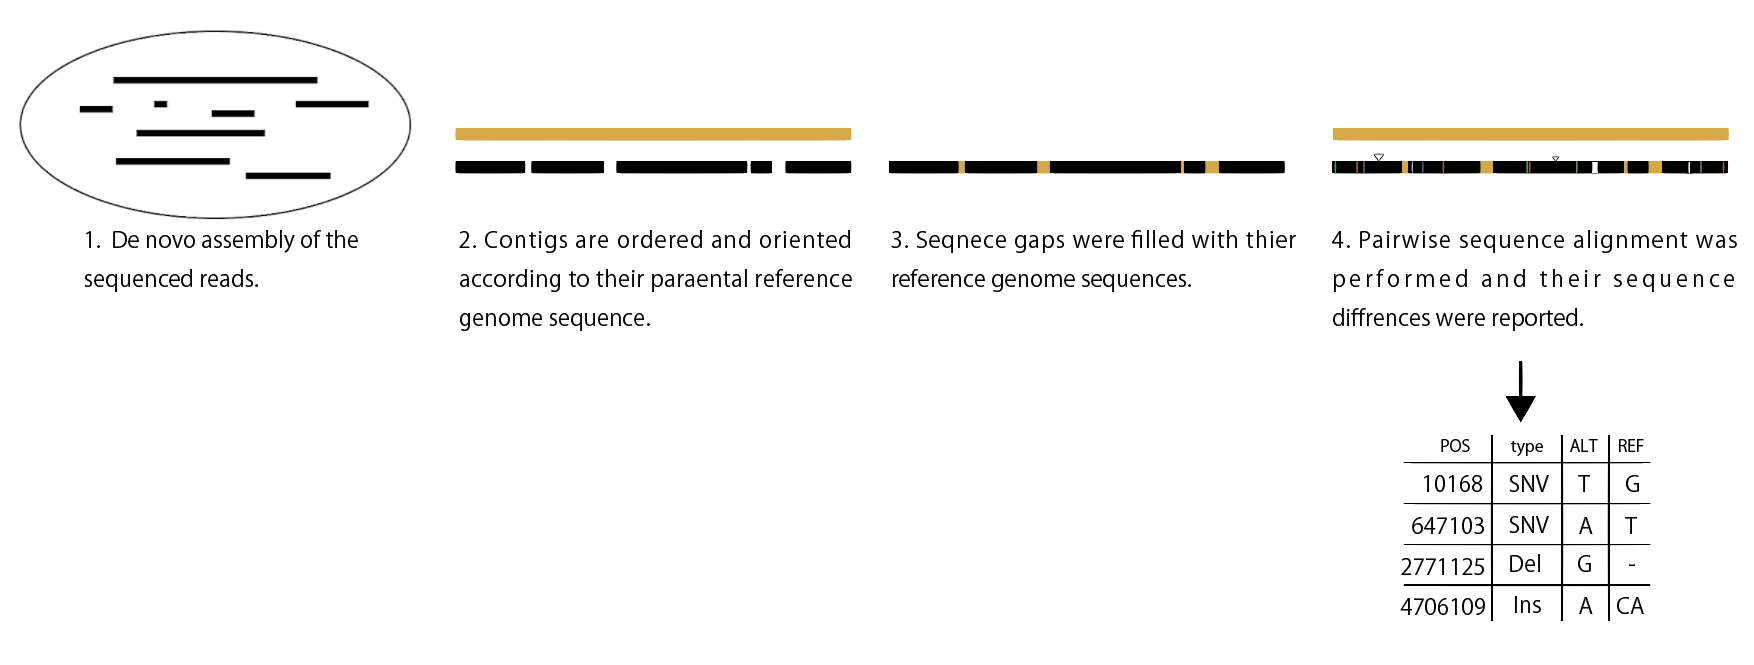 1. De novo assembly of the
sequenced reads.
2. Contigs are ordered and oriented
according to their paraental reference
genome sequence.
3. Seqnece gaps were filled with thier
reference genome sequences.
4. Pairwise sequence alignment was
performed and their sequence
diffrences were reported.
POS type ALT REF
10168 SNV T G
647103 SNV A T
2771125 Del G -
4706109 Ins A CA